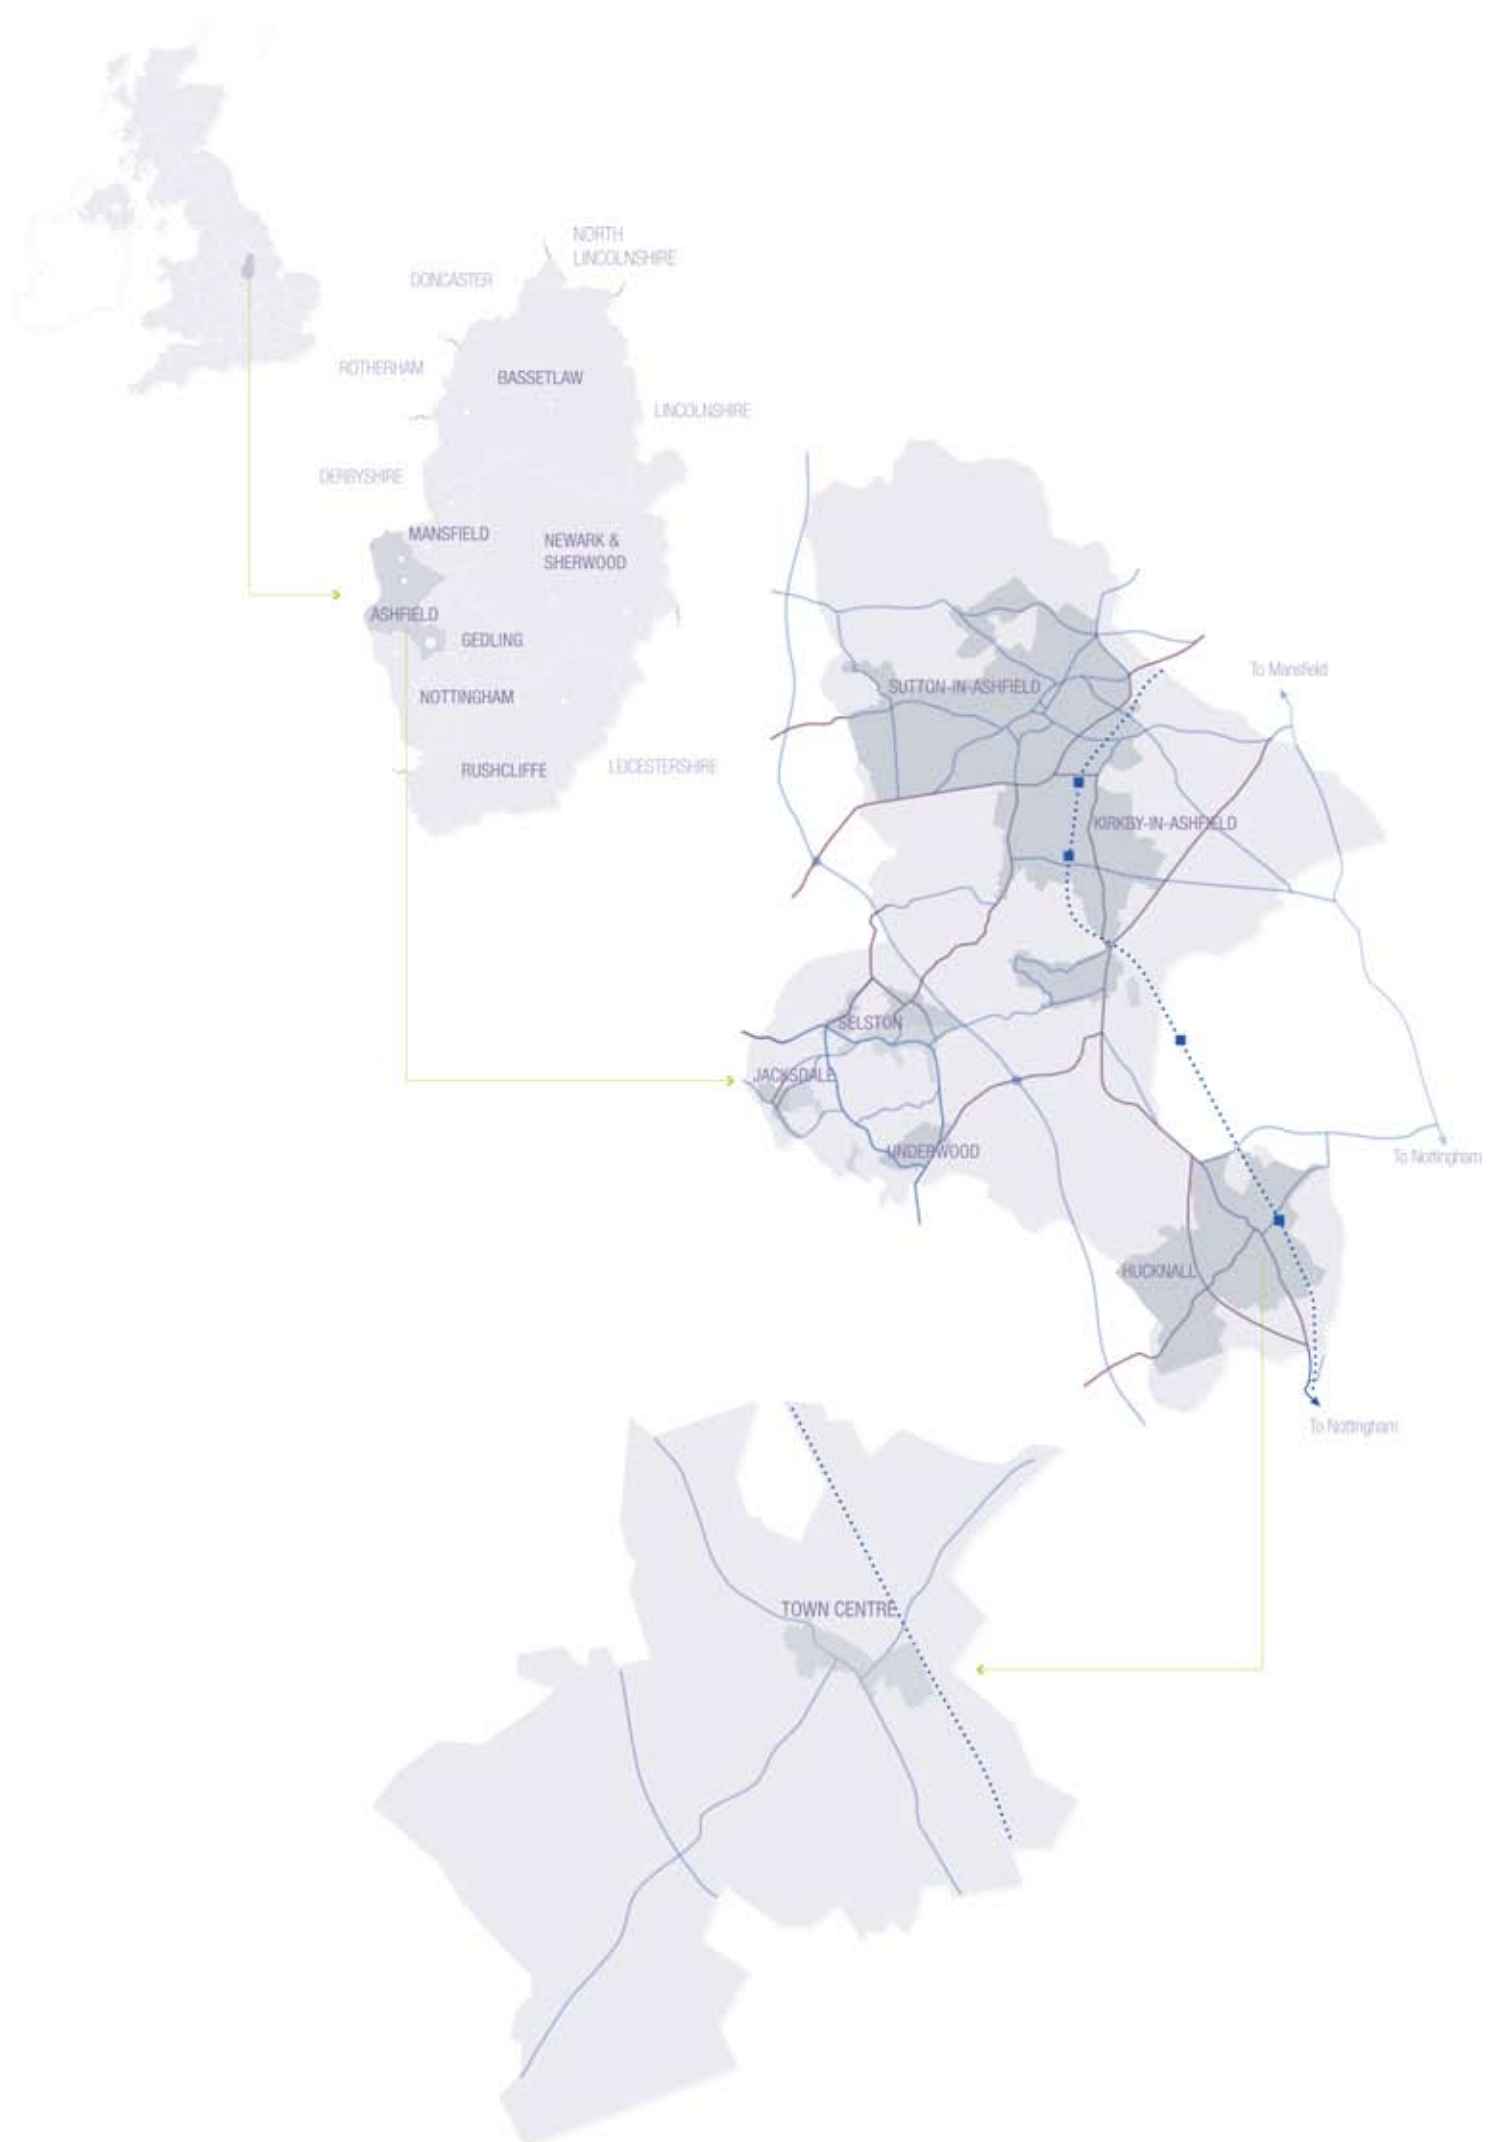 NORTH
LINCOLNSHIRE
DONCASTER
ROTHERHAM
BASSETLAW
LINCOLNSHIRE
DERBYSHIRE
MANSFIELD
NEWARK &
SHERWOOD
ASHFIELD
GEDLING
NOTTINGHAM
RUSHCLIFFE
LEICESTERSHIRE
To Mansfield
SUTTON-IN-ASHFIELD
KIRKBY-IN-ASHFIELD
SELSTON
JACKSDALE
UNDERWOOD
To Nottingham
HUCKNALL
To Nottingham
TOWN CENTRE